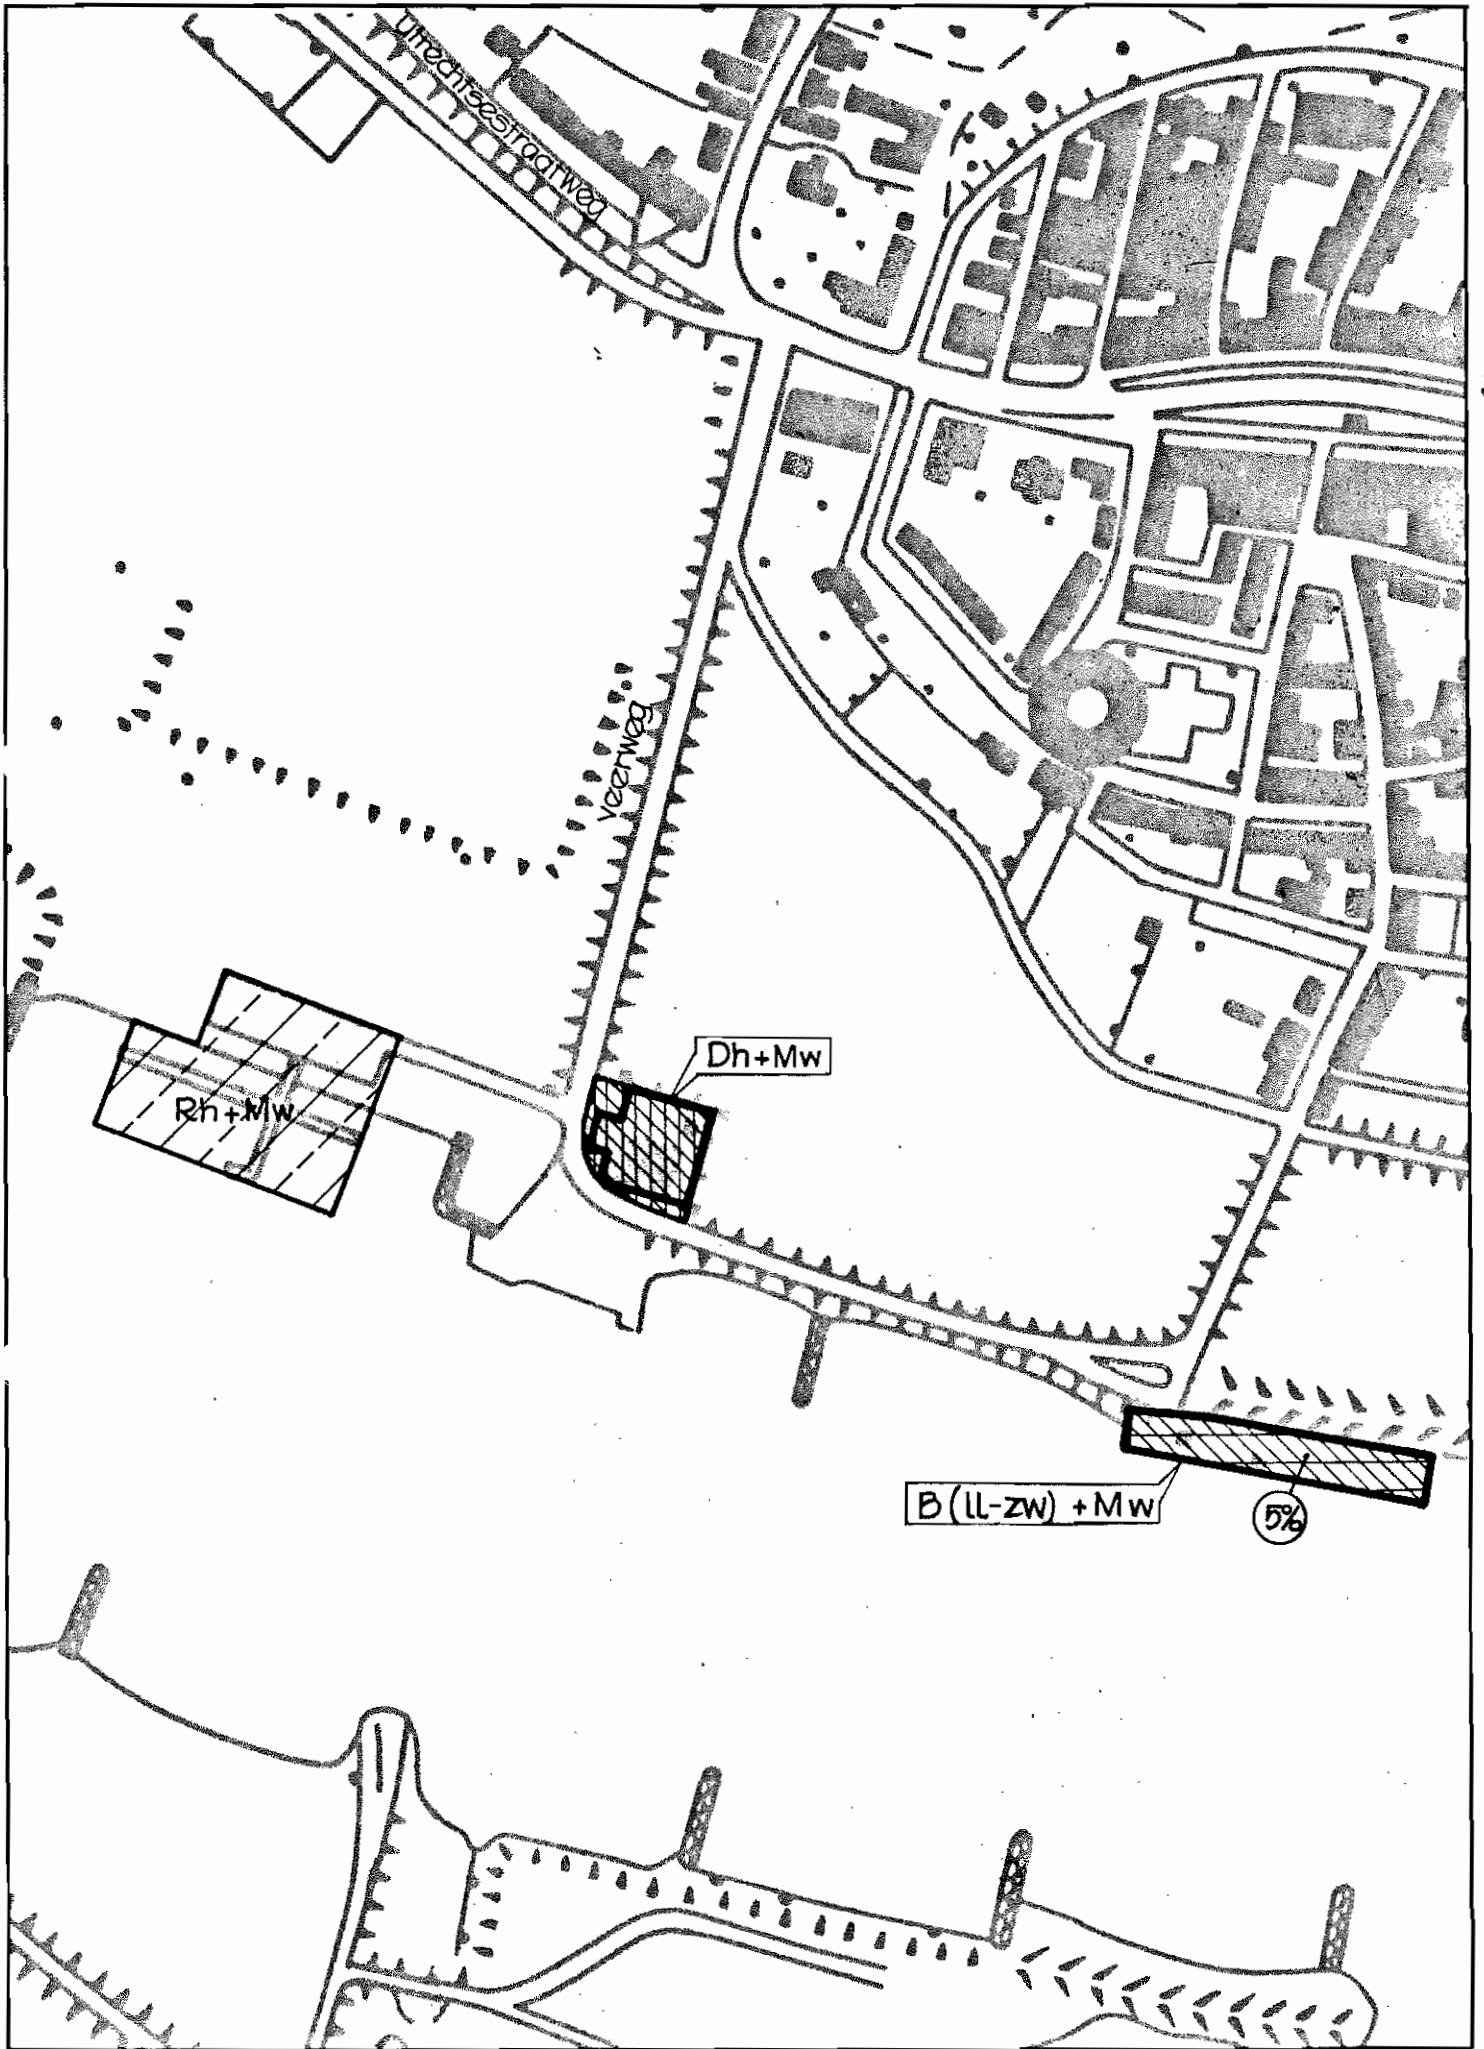 Utrechtsestraatweg
Veerweg
Dh+Mw
Rh+Mw
B(ll-zw) +Mw
5%